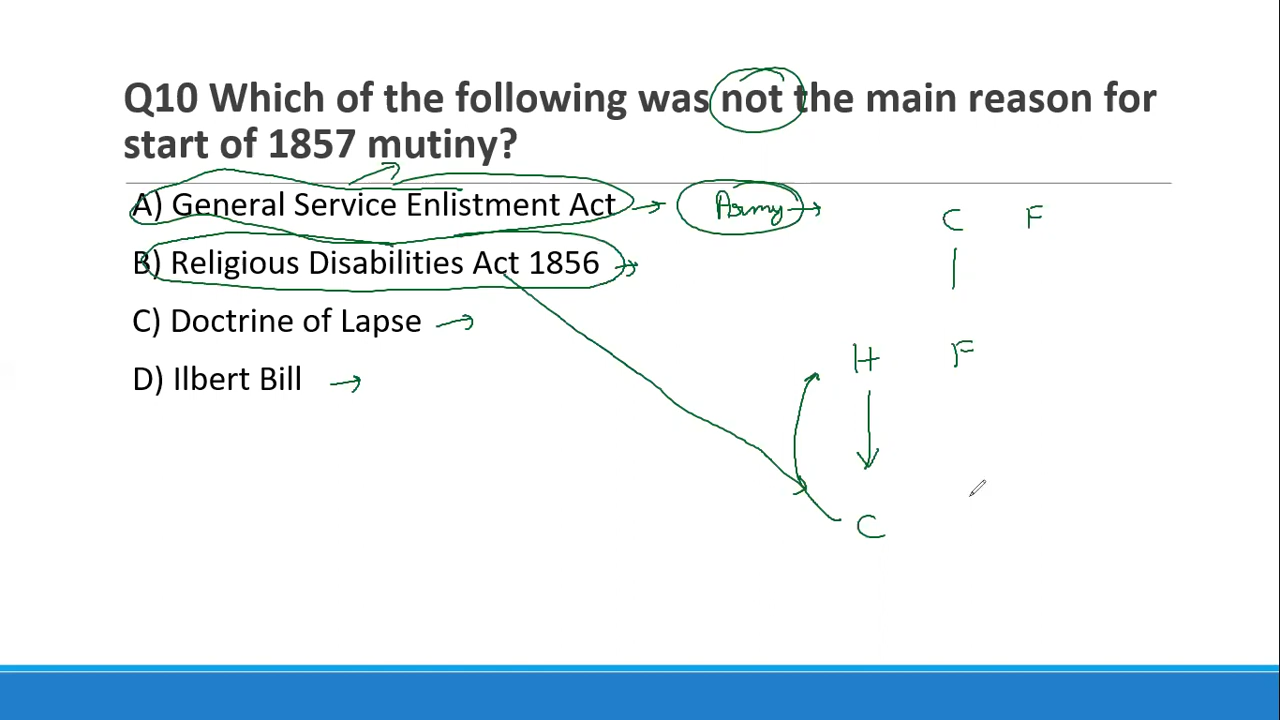 Q10 Which of the following was not the main reason for
start of 1857 mutiny?
A) General Service Enlistment Act
Army
C F
B) Religious Disabilities Act 1856
C) Doctrine of Lapse
H F
D) Ilbert Bill
C